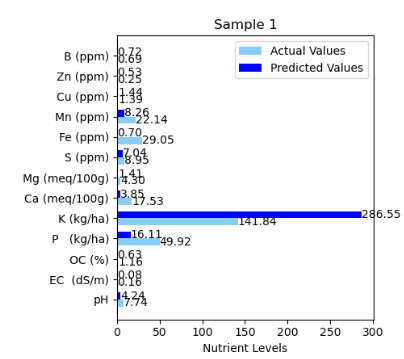 Sample 1
Actual Values
Predicted Values
B (ppm) 0.72
0.69
Zn (ppm) 0.53
0.25
Cu (ppm) 1.44
1.39
Mn (ppm) 8.26
22.14
Fe (ppm) 0.70
29.05
S (ppm) 7.04
8.95
Mg (meq/100g) 1.41
4.30
Ca (meq/100g) 3.85
17.53
K (kg/ha) 286.55
141.84
P (kg/ha) 16.11
49.92
OC (%) 0.63
1.16
EC (dS/m) 0.08
0.16
pH 4.24
7.74
0 50 100 150 200 250 300
Nutrient Levels